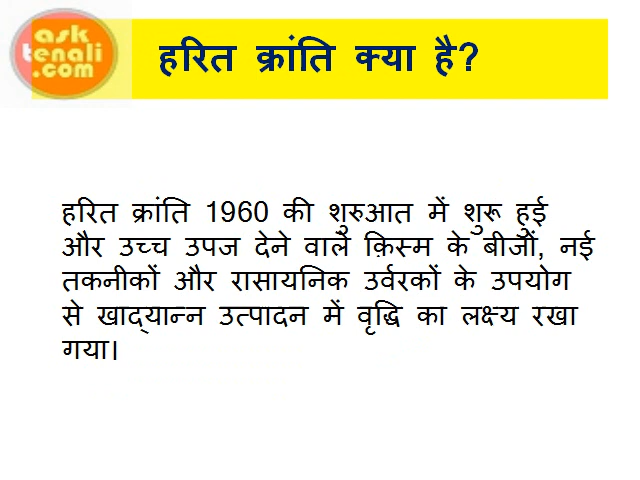 ask
tenali
.com
हरित क्रांति क्या है?
हरित क्रांति 1960 की शुरुआत में शुरू हुई
और उच्च उपज देने वाले क़िस्म के बीजों, नई
तकनीकों और रासायनिक उर्वरकों के उपयोग
से खाद्यान्न उत्पादन में वृद्धि का लक्ष्य रखा
गया।